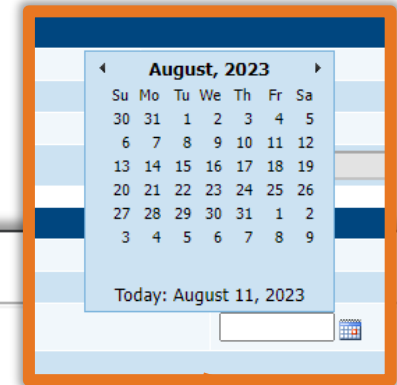 August, 2023
Su Mo Tu We Th Fr Sa
30 31 1 2 3 4 5
6 7 8 9 10 11 12
13 14 15 16 17 18 19
20 21 22 23 24 25 26
27 28 29 30 31 1 2
3 4 5 6 7 8 9
Today: August 11, 2023